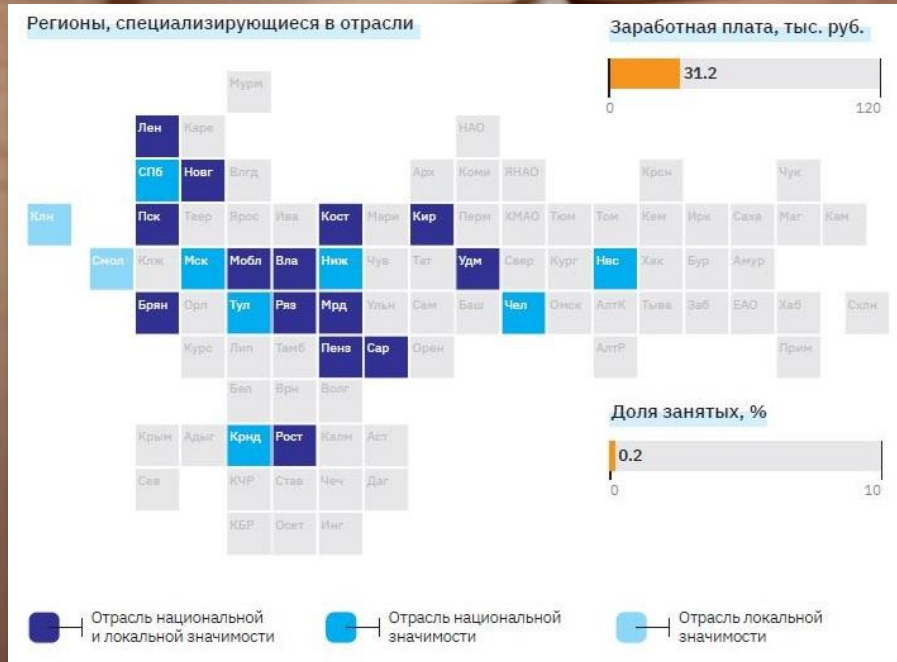 Регионы, специализирующиеся в отрасли
Заработная плата, тыс. руб.
31.2
0 120
Мурм
Лен Каре НАО
СПб Новг Влгд Арх Коми ЯНАО Крсн Чук
Клн Пск Твер Ярос Ива Кост Мари Кир Перм ХМАО Тюм Том Кем Ирк Саха Маг Кам
Смол Клж Мск Мобл Вла Ниж Чув Тат Удм Свер Кург Нвс Хак Бур Амур
Брян Орл Тул Ряз Мрд Ульн Сам Баш Чел Омск АлтК Тыва Заб ЕАО Хаб Схлн
Курс Лип Тамб Пенз Сар Орен АлтР Прим
Бел Врн Волг
Доля занятых, %
Крым Адыг Крнд Рост Калм Аст
0.2
0 10
Сев КЧР Став Чеч Даг
КБР Осет Инг
Отрасль национальной
и локальной значимости
Отрасль национальной
значимости
Отрасль локальной
значимости